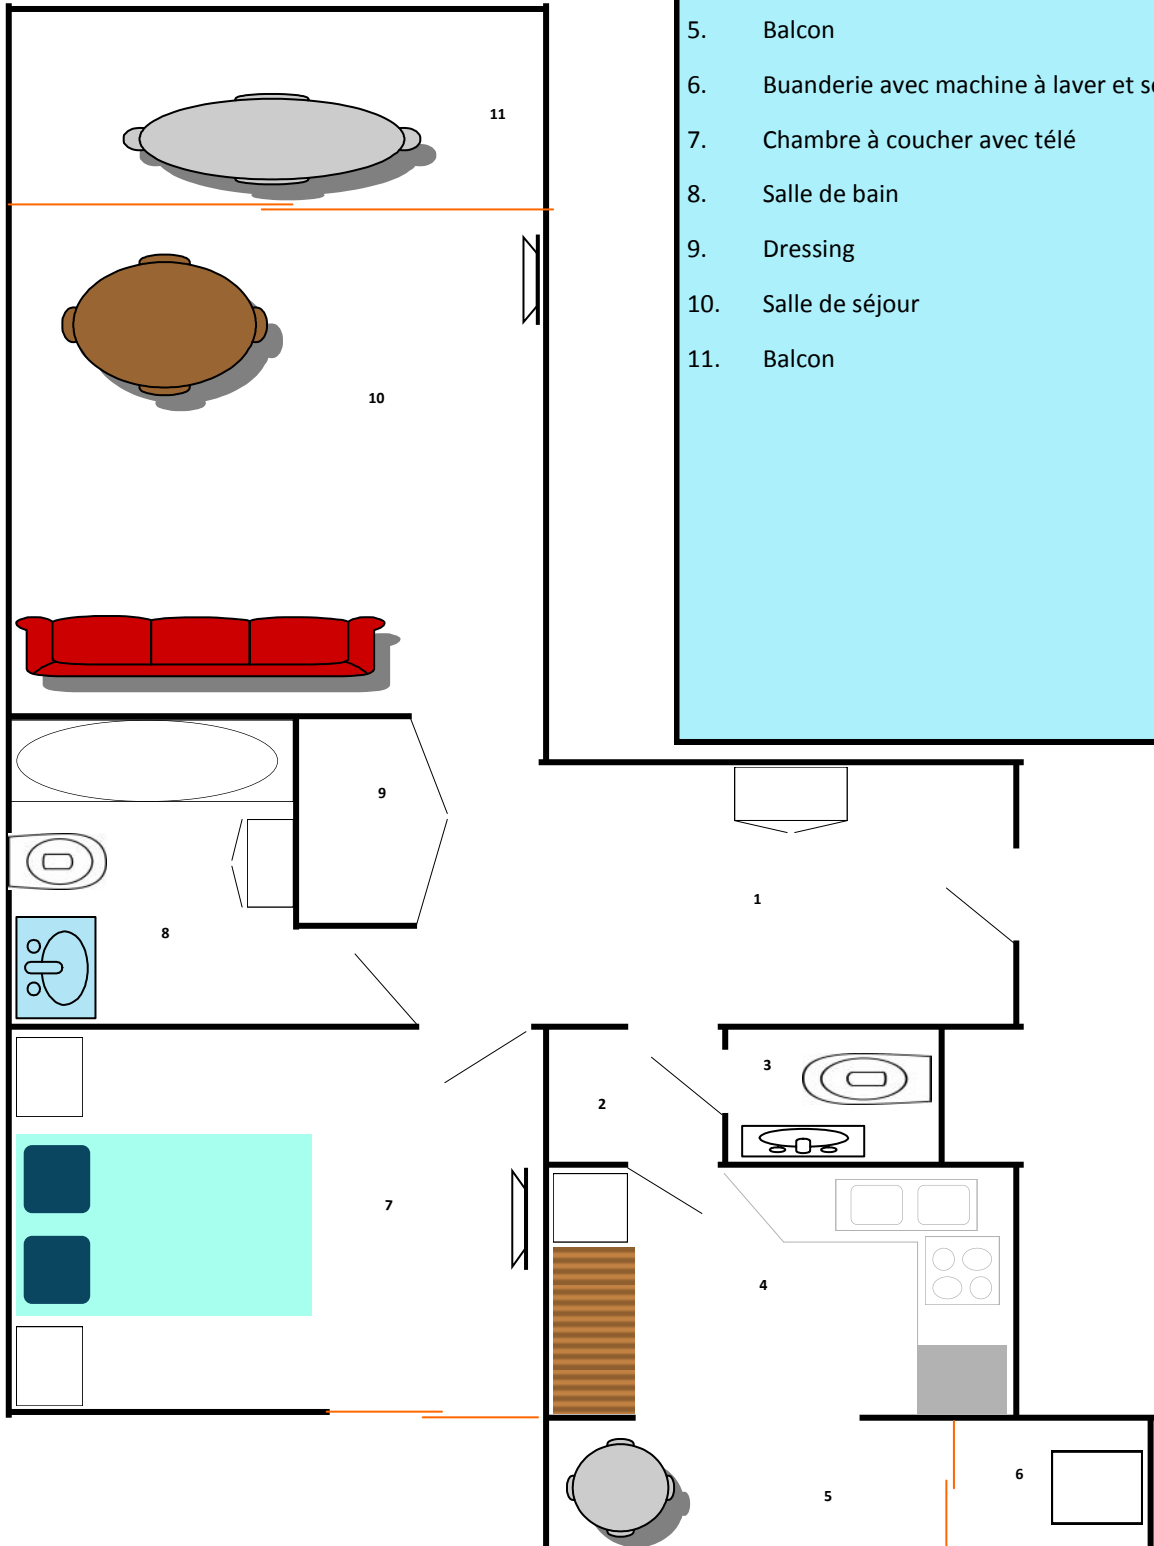 5. Balcon
6. Buanderie avec machine à laver et
7. Chambre à coucher avec télé
8. Salle de bain
9. Dressing
10. Salle de séjour
11. Balcon
11
10
9
1
8
3
2
7
4
6
5